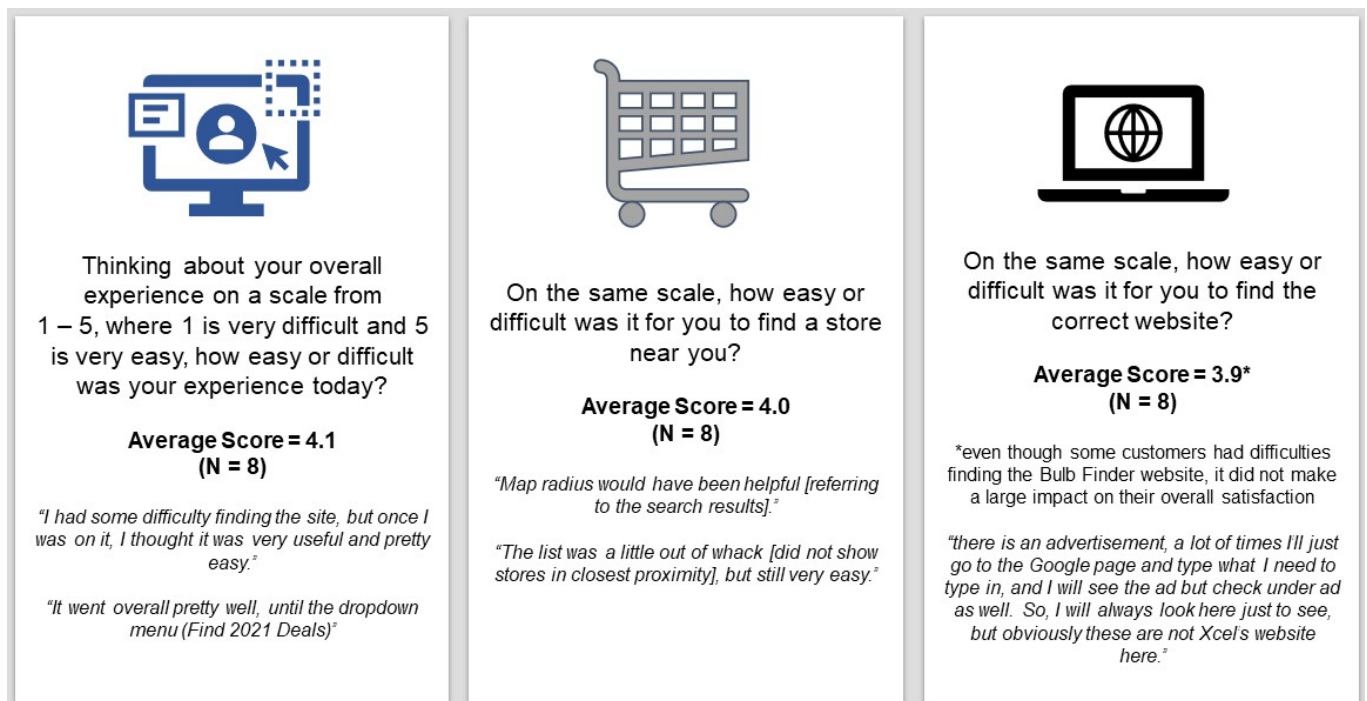 Thinking about your overall
experience on a scale from
1 – 5, where 1 is very difficult and 5
is very easy, how easy or difficult
was your experience today?
Average Score = 4.1
(N = 8)
“I had some difficulty finding the site, but once I
was on it, I thought it was very useful and pretty
easy.”
“It went overall pretty well, until the dropdown
menu (Find 2021 Deals)”
On the same scale, how easy or
difficult was it for you to find a store
near you?
Average Score = 4.0
(N = 8)
“Map radius would have been helpful [referring
to the search results].”
“The list was a little out of whack [did not show
stores in closest proximity], but still very easy.”
On the same scale, how easy or
difficult was it for you to find the
correct website?
Average Score = 3.9*
(N = 8)
*even though some customers had difficulties
finding the Bulb Finder website, it did not make
a large impact on their overall satisfaction
“there is an advertisement, a lot of times I’ll just
go to the Google page and type what I need to
type in, and I will see the ad but check under ad
as well. So, I will always look here just to see,
but obviously these are not Xcel’s website
here.”